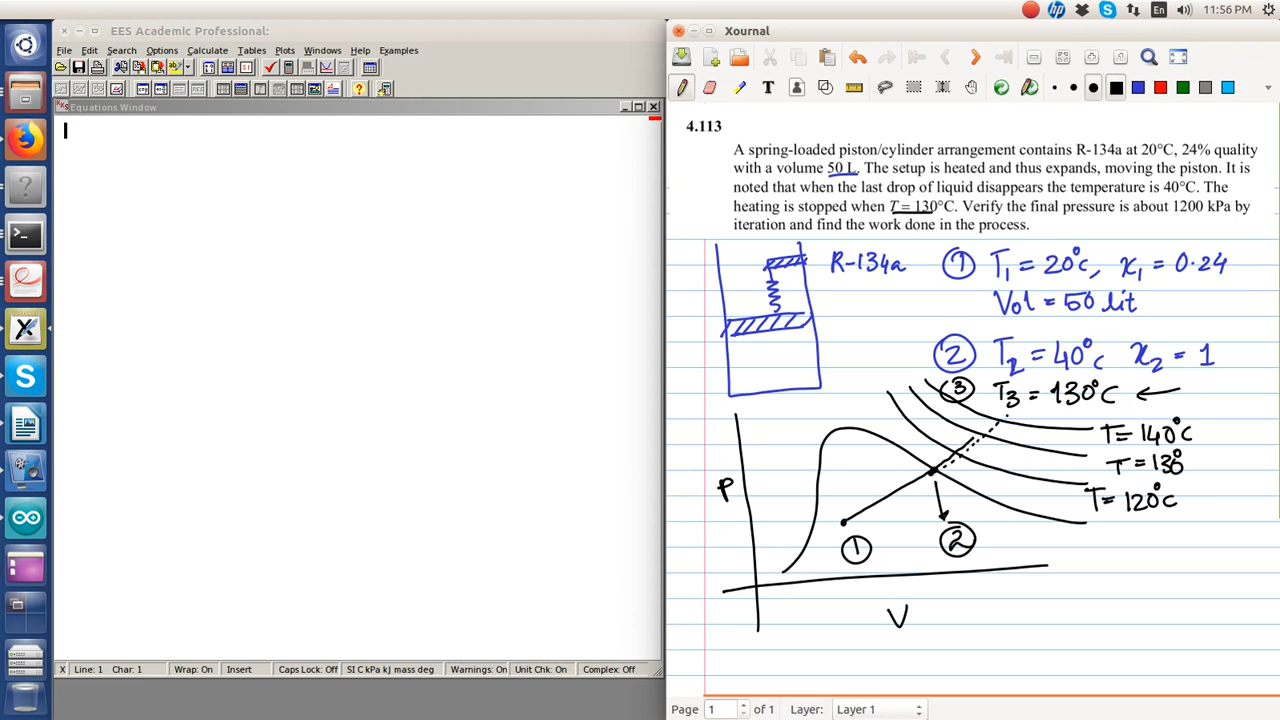 En 11:56 PM
EES Academic Professional:
File Edit Search Options Calculate Tables Plots Windows Help Examples
Equations Window
X Line: 1 Char: 1 Wrap: On Insert Caps Lock: Off SI C kPa kJ mass deg Warnings: On Unit Chk: On Complex: Off
Xournal
4.113
A spring-loaded piston/cylinder arrangement contains R-134a at 20°C, 24% quality
with a volume 50 L. The setup is heated and thus expands, moving the piston. It is
noted that when the last drop of liquid disappears the temperature is 40°C. The
heating is stopped when T = 130°C. Verify the final pressure is about 1200 kPa by
iteration and find the work done in the process.
R-134a
① T₁ = 20°C, x₁ = 0.24
Vol = 50 lit
② T₂ = 40°C x₂ = 1
③ T₃ = 130°C ←
T = 140°C
T = 130°
T = 120°C
P
①
②
V
Page 1 of 1 Layer: Layer 1